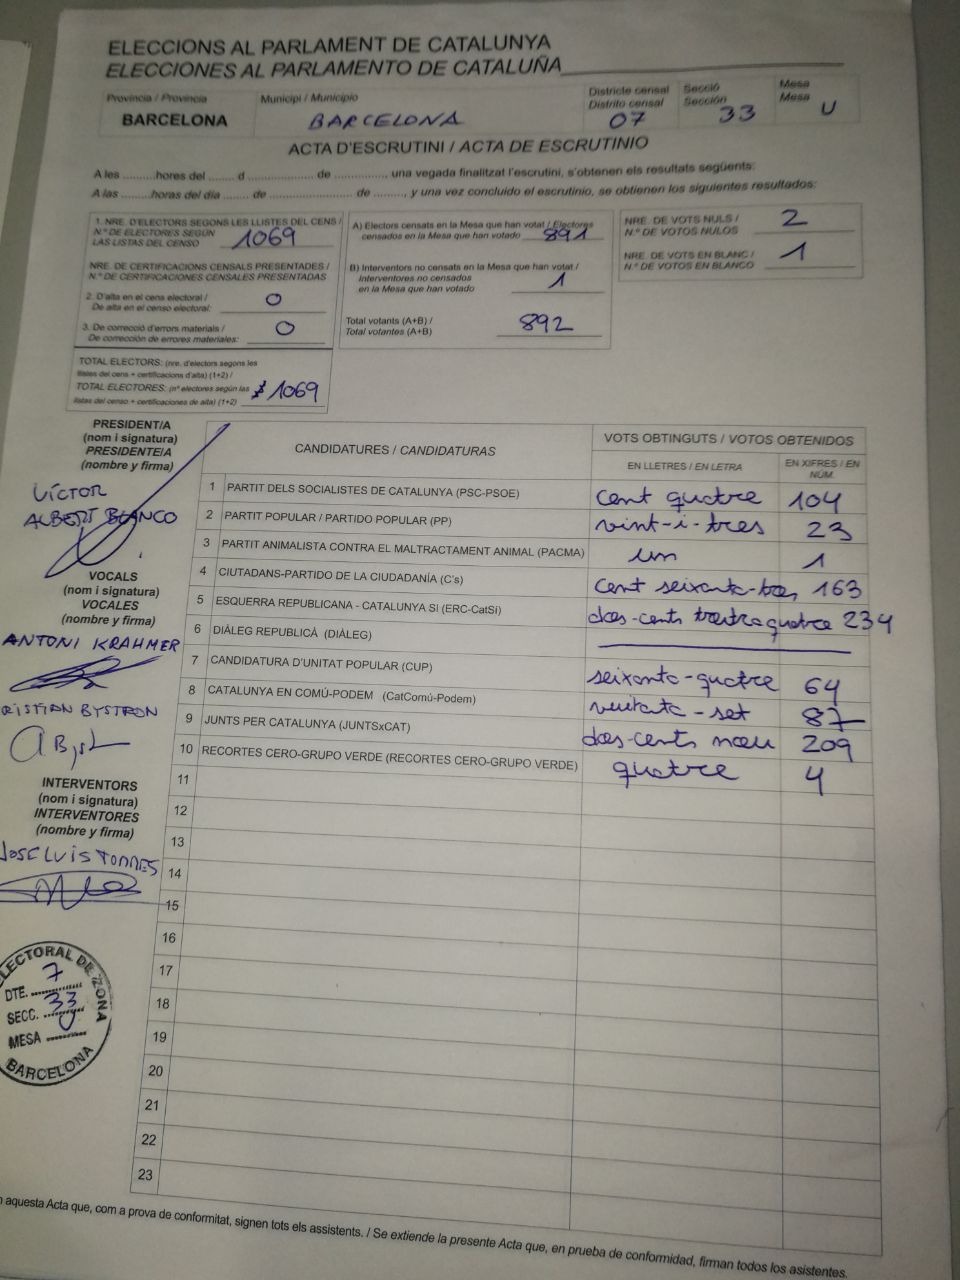 ELECCIONS AL PARLAMENT DE CATALUNYA
ELECCIONES AL PARLAMENTO DE CATALUÑA
Provincia / Provincia
BARCELONA
Municipi / Municipio
BARCELONA
Districte censal
Distrito censal
07
Secció
Sección
33
Mesa
Mesa
U
ACTA D'ESCRUTINI / ACTA DE ESCRUTINIO
A les .........hores del ....... d .................. de ............., una vegada finalitzat l'escrutini, s'obtenen els resultats següents:
A las .........horas del día ........ de ........................... de ........, y una vez concluido el escrutinio, se obtienen los siguientes resultados:
1. NRE. D'ELECTORS SEGONS LES LLISTES DEL CENS /
N.º DE ELECTORES SEGÚN
LAS LISTAS DEL CENSO 1069
NRE. DE CERTIFICACIONS CENSALS PRESENTADES /
N.º DE CERTIFICACIONES CENSALES PRESENTADAS
2. D'alta en el cens electoral /
De alta en el censo electoral: 0
3. De correcció d'errors materials /
De corrección de errores materiales: 0
TOTAL ELECTORS: (nre. d'electors segons les
llistes del cens + certificacions d'alta) (1+2) /
TOTAL ELECTORES: (nº electores según las
listas del censo + certificaciones de alta) (1+2) 1069
A) Electors censats en la Mesa que han votat / Electores
censados en la Mesa que han votado 891
B) Interventors no censats en la Mesa que han votat /
Interventores no censados
en la Mesa que han votado 1
Total votants (A+B) /
Total votantes (A+B) 892
NRE. DE VOTS NULS /
N.º DE VOTOS NULOS 2
NRE. DE VOTS EN BLANC /
N.º DE VOTOS EN BLANCO 1
PRESIDENT/A
(nom i signatura)
PRESIDENTE/A
(nombre y firma)
VÍCTOR
ALBERT BLANCO
VOCALS
(nom i signatura)
VOCALES
(nombre y firma)
ANTONI KRAHMER
RISTIAN BYSTRON
INTERVENTORS
(nom i signatura)
INTERVENTORES
(nombre y firma)
JOSE LUIS TORRES
LECTORAL DE ZONA
DTE. 7
SECC. 33
MESA U
BARCELONA
CANDIDATURES / CANDIDATURAS
VOTS OBTINGUTS / VOTOS OBTENIDOS
EN LLETRES / EN LETRA
EN XIFRES / EN
NÚM.
1 PARTIT DELS SOCIALISTES DE CATALUNYA (PSC-PSOE) cent quatre 104
2 PARTIT POPULAR / PARTIDO POPULAR (PP) vint-i-tres 23
3 PARTIT ANIMALISTA CONTRA EL MALTRACTAMENT ANIMAL (PACMA) un 1
4 CIUTADANS-PARTIDO DE LA CIUDADANÍA (C's) cent seixanta-tres 163
5 ESQUERRA REPUBLICANA - CATALUNYA SI (ERC-CatSí) dos-cents trentraquatre 234
6 DIÀLEG REPUBLICÀ (DIÀLEG)
7 CANDIDATURA D'UNITAT POPULAR (CUP) seixanta-quatre 64
8 CATALUNYA EN COMÚ-PODEM (CatComú-Podem) vuitanta-set 87
9 JUNTS PER CATALUNYA (JUNTSxCAT) dos-cents nou 209
10 RECORTES CERO-GRUPO VERDE (RECORTES CERO-GRUPO VERDE) quatre 4
11
12
13
14
15
16
17
18
19
20
21
22
23
aquesta Acta que, com a prova de conformitat, signen tots els assistents. / Se extiende la presente Acta que, en prueba de conformidad, firman todos los asistentes.